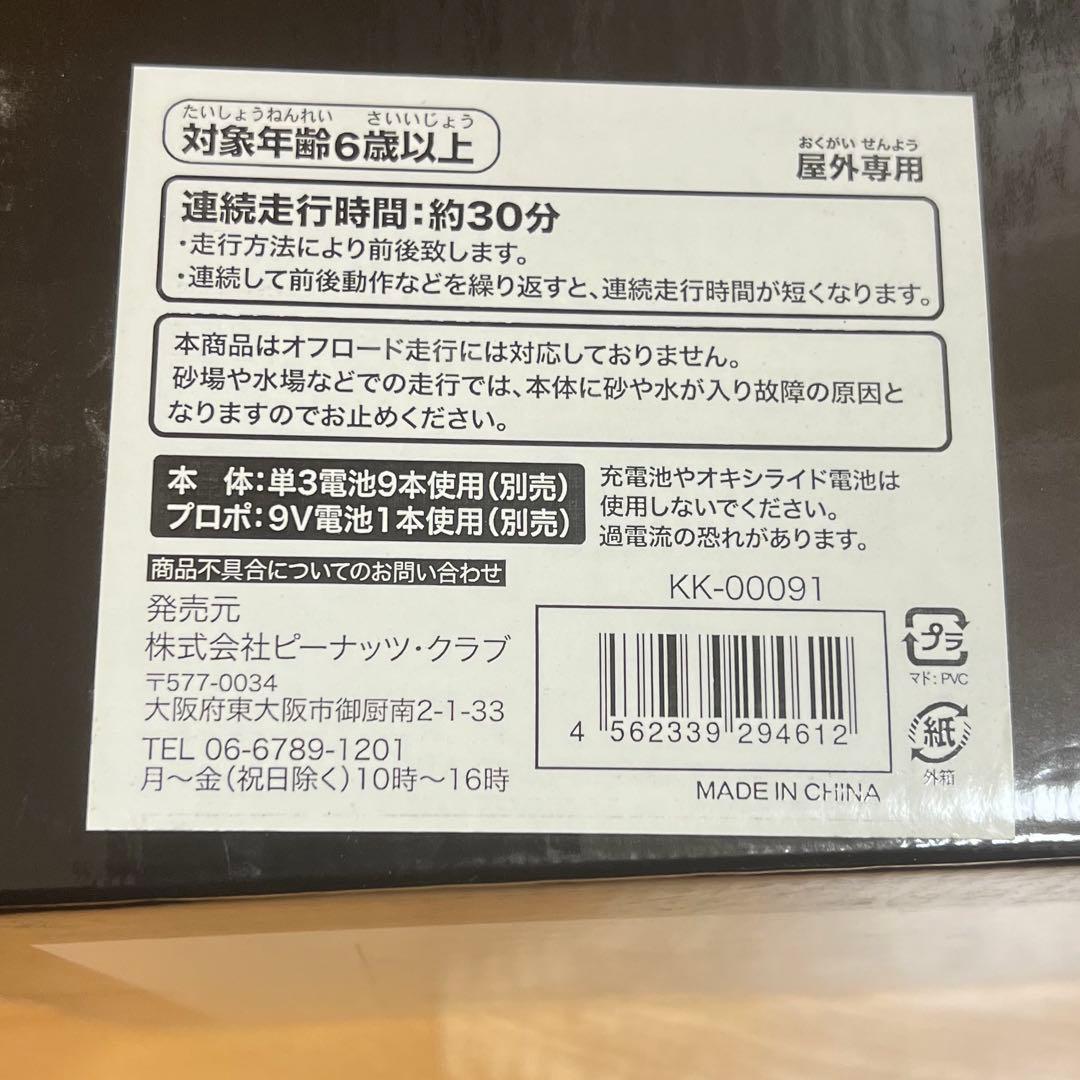 たいしょうねんれい さいいじょう
対象年齢6歳以上
おくがい せんよう
屋外専用
連続走行時間:約30分
・走行方法により前後致します。
・連続して前後動作などを繰り返すと、連続走行時間が短くなります。
本商品はオフロード走行には対応しておりません。
砂場や水場などでの走行では、本体に砂や水が入り故障の原因と
なりますのでお止めください。
本 体:単3電池9本使用(別売)
プロポ:9V電池1本使用(別売)
充電池やオキシライド電池は
使用しないでください。
過電流の恐れがあります。
商品不具合についてのお問い合わせ
発売元
株式会社ピーナッツ・クラブ
〒577-0034
大阪府東大阪市御厨南2-1-33
TEL 06-6789-1201
月〜金(祝日除く)10時〜16時
KK-00091
4 562339 294612
MADE IN CHINA
プラ
マド:PVC
紙
外箱